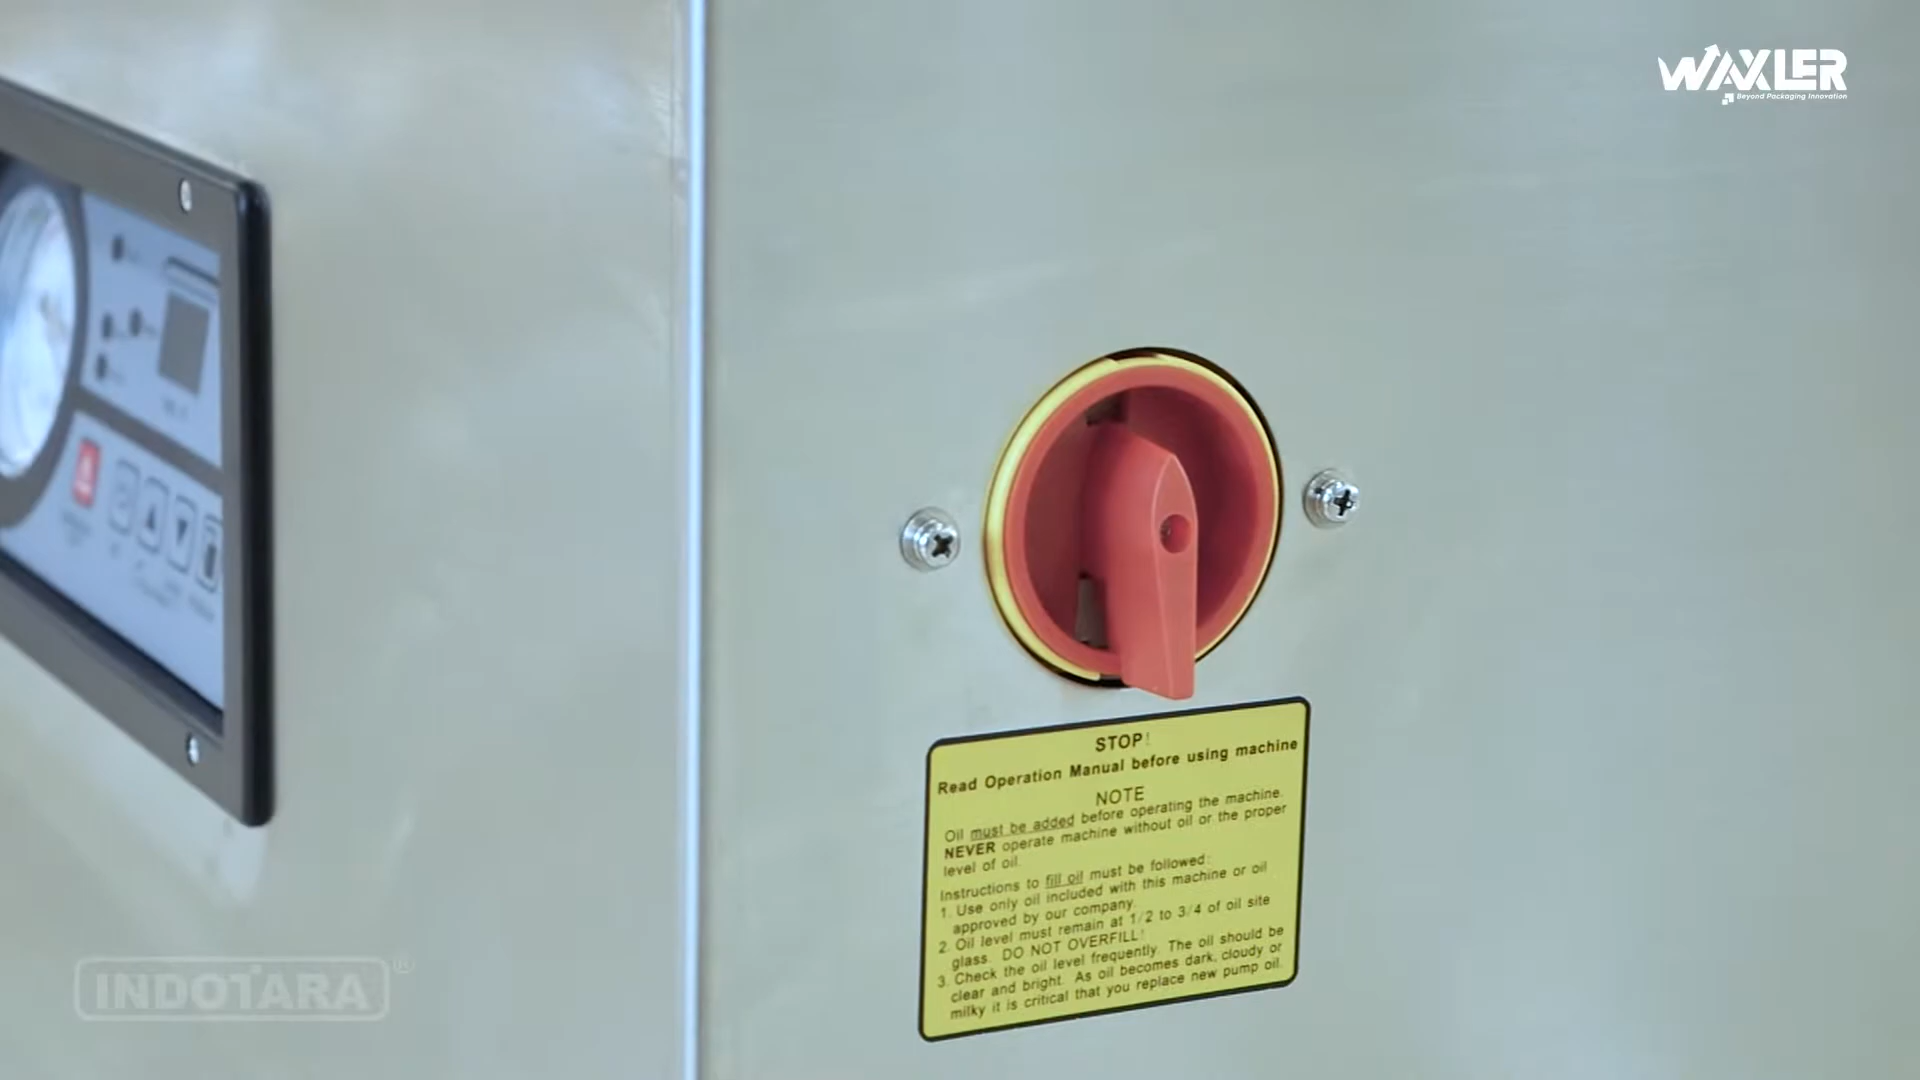 WAXLER
Beyond Packaging Innovation
STOP!
Read Operation Manual before using machine
NOTE
Oil must be added before operating the machine.
NEVER operate machine without oil or the proper
level of oil.
Instructions to fill oil must be followed:
1. Use only oil included with this machine or oil
approved by our company.
2. Oil level must remain at 1/2 to 3/4 of oil site
glass. DO NOT OVERFILL!
3. Check the oil level frequently. The oil should be
clear and bright. As oil becomes dark, cloudy or
milky it is critical that you replace new pump oil.
INDOTARA®